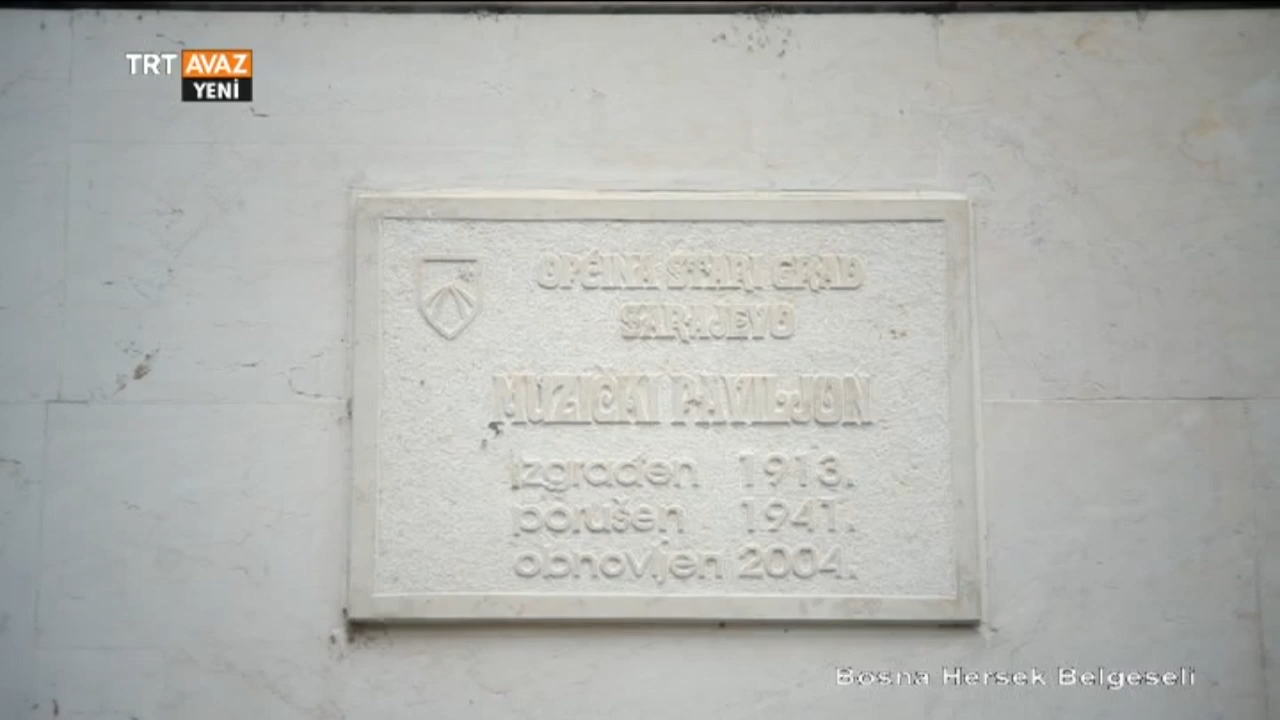 TRT AVAZ
YENİ
OPĆINA STARI GRAD
SARAJEVO
MUZIČKI PAVILJON
izgrađen 1913.
porušen 1941.
obnovljen 2004.
Bosna Hersek Belgeseli